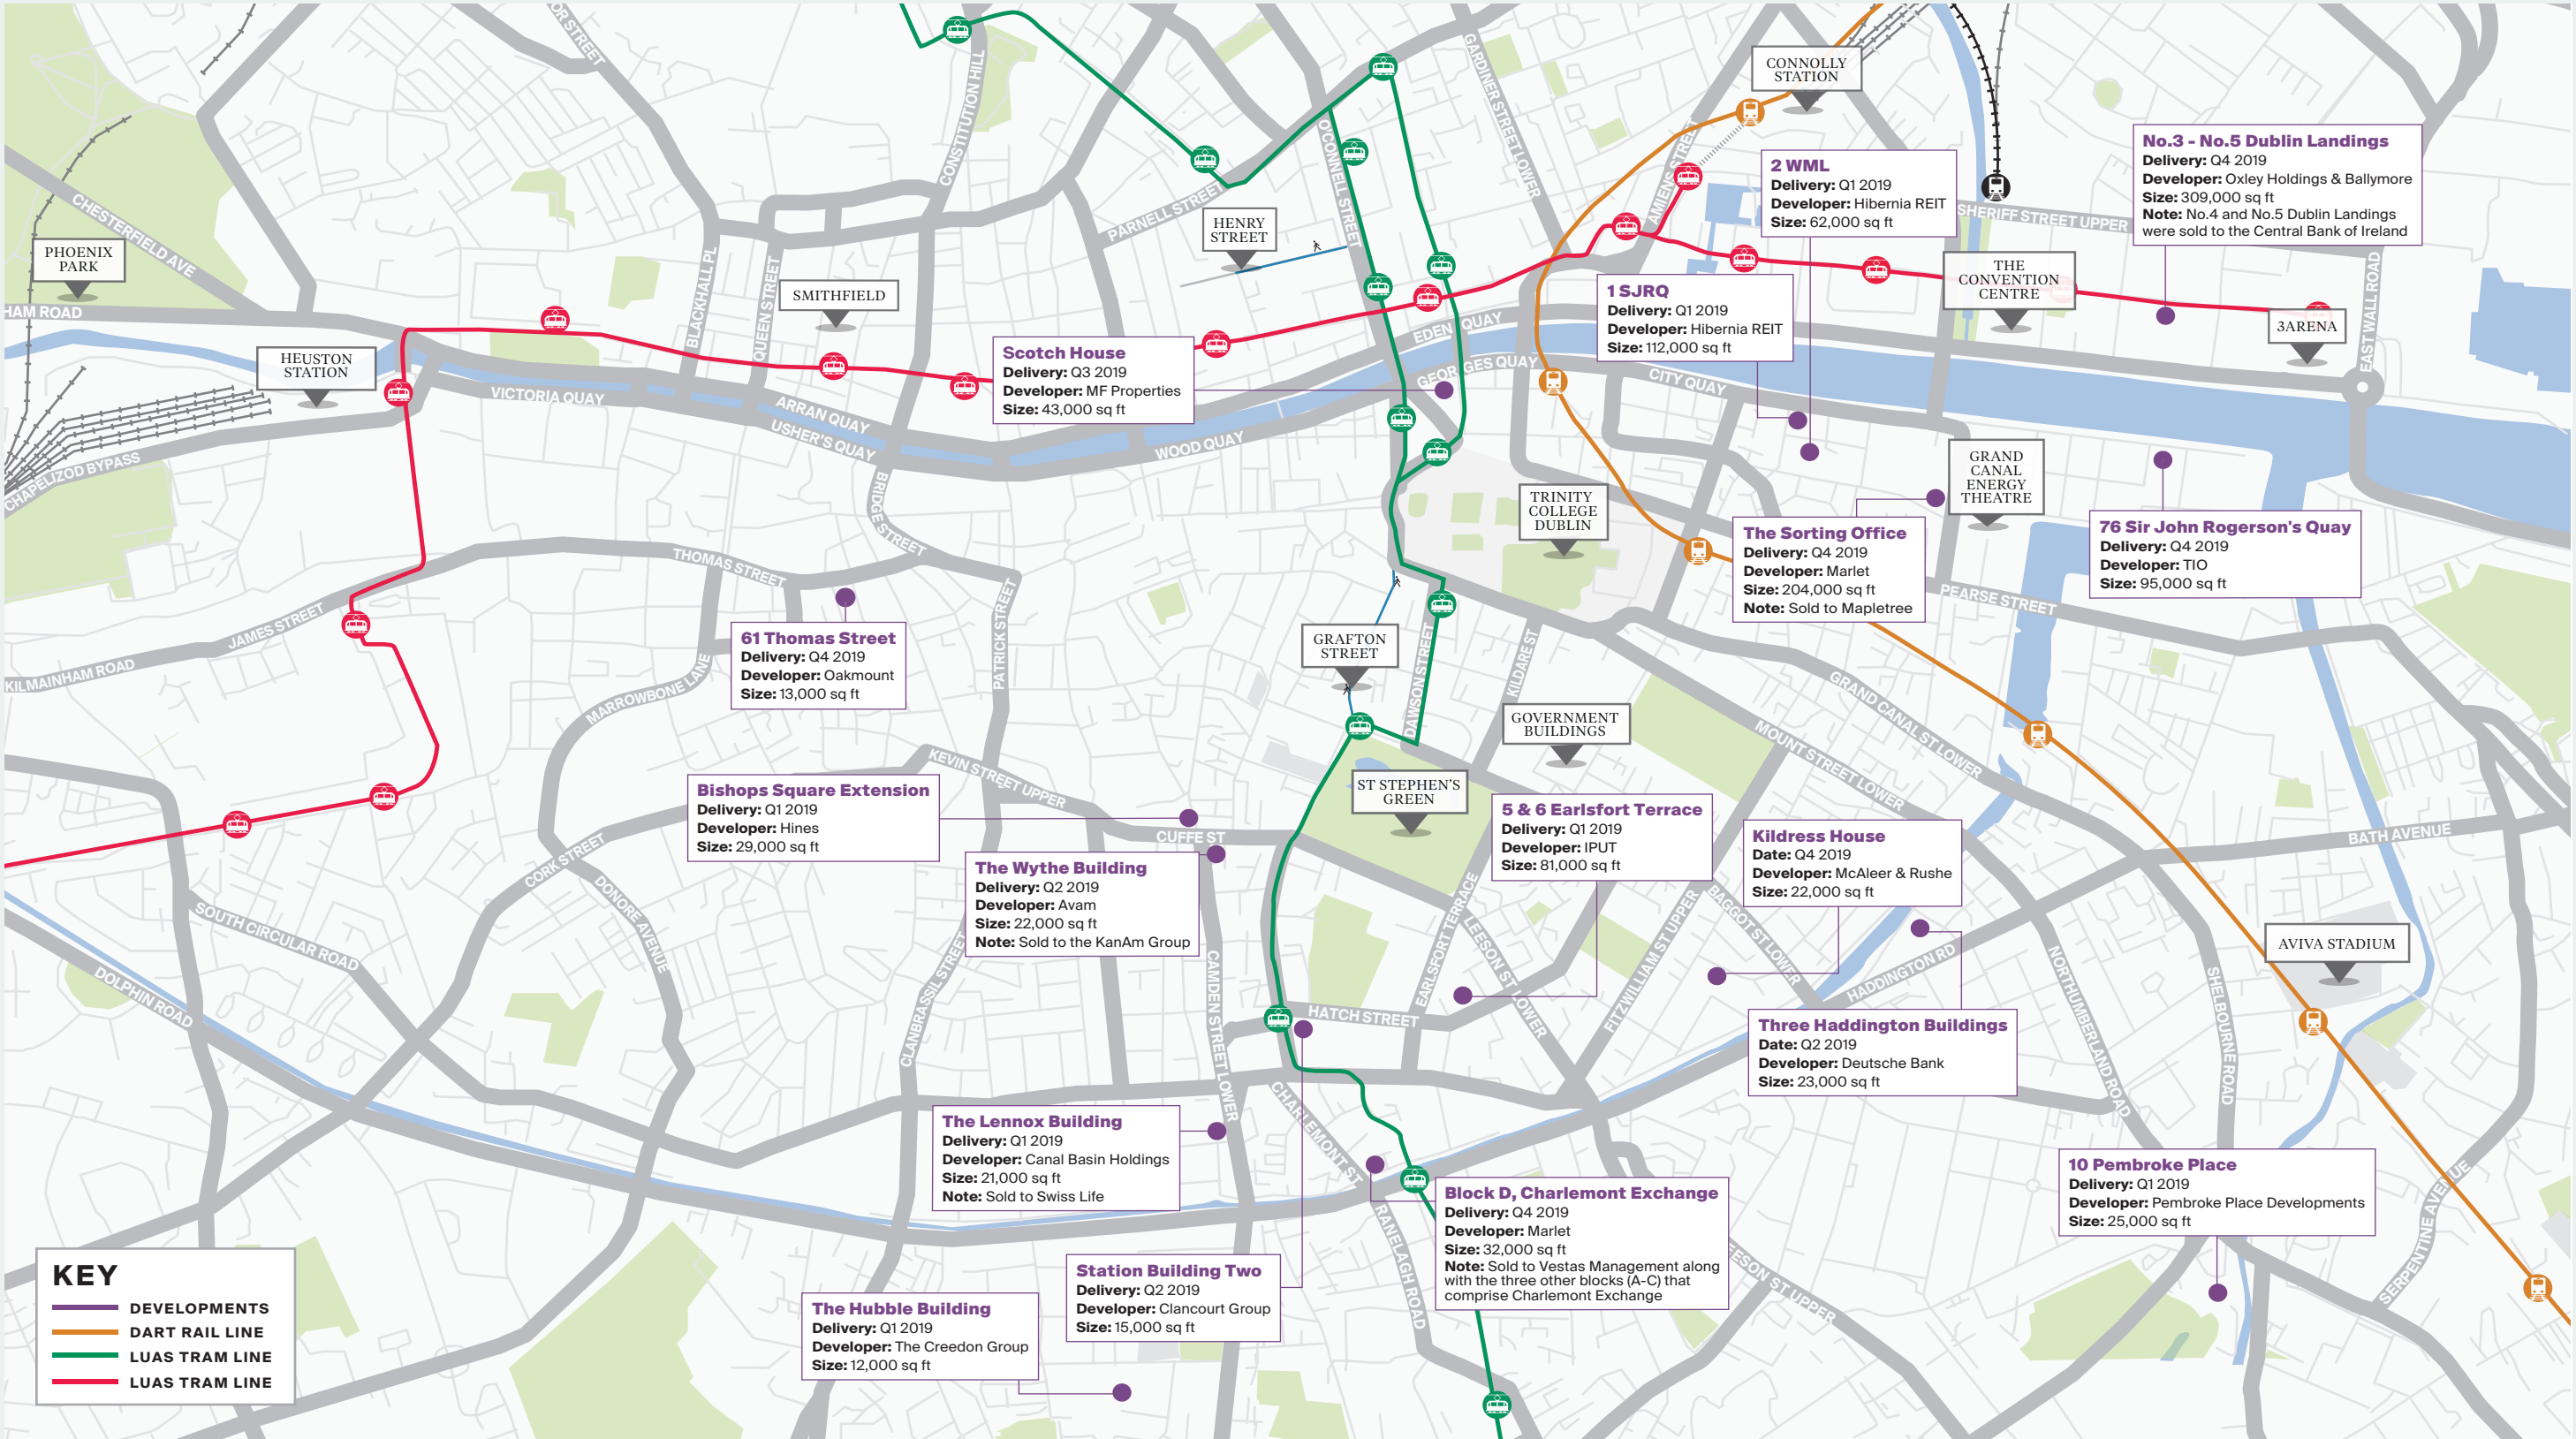 CONNOLLY
STATION
No.3 - No.5 Dublin Landings
Delivery: Q4 2019
Developer: Oxley Holdings & Ballymore
Size: 309,000 sq ft
Note: No.4 and No.5 Dublin Landings
were sold to the Central Bank of Ireland
2 WML
Delivery: Q1 2019
Developer: Hibernia REIT
Size: 62,000 sq ft
CONSTITUTION HILL
GARDINER STREET LOWER
O'CONNELL STREET
AMIENS STREET
SHERIFF STREET UPPER
PARNELL STREET
HENRY
STREET
CHESTERFIELD AVE
PHOENIX
PARK
HAM ROAD
BLACKHALL PL
QUEEN STREET
SMITHFIELD
THE
CONVENTION
CENTRE
3ARENA
EAST WALL ROAD
1 SJRQ
Delivery: Q1 2019
Developer: Hibernia REIT
Size: 112,000 sq ft
HEUSTON
STATION
Scotch House
Delivery: Q3 2019
Developer: MF Properties
Size: 43,000 sq ft
EDEN QUAY
GEORGES QUAY
CITY QUAY
VICTORIA QUAY
ARRAN QUAY
USHER'S QUAY
WOOD QUAY
CHAPELIZOD BYPASS
BRIDGE STREET
GRAND
CANAL
ENERGY
THEATRE
TRINITY
COLLEGE
DUBLIN
The Sorting Office
Delivery: Q4 2019
Developer: Marlet
Size: 204,000 sq ft
Note: Sold to Mapletree
76 Sir John Rogerson's Quay
Delivery: Q4 2019
Developer: TIO
Size: 95,000 sq ft
THOMAS STREET
JAMES STREET
KILMAINHAM ROAD
PEARSE STREET
61 Thomas Street
Delivery: Q4 2019
Developer: Oakmount
Size: 13,000 sq ft
PATRICK STREET
MARROWBONE LANE
GRAFTON
STREET
DAWSON STREET
KILDARE ST
GOVERNMENT
BUILDINGS
GRAND CANAL ST LOWER
MOUNT STREET LOWER
KEVIN STREET UPPER
Bishops Square Extension
Delivery: Q1 2019
Developer: Hines
Size: 29,000 sq ft
CUFFE ST
ST STEPHEN'S
GREEN
5 & 6 Earlsfort Terrace
Delivery: Q1 2019
Developer: IPUT
Size: 81,000 sq ft
Kildress House
Date: Q4 2019
Developer: McAleer & Rushe
Size: 22,000 sq ft
BATH AVENUE
The Wythe Building
Delivery: Q2 2019
Developer: Avam
Size: 22,000 sq ft
Note: Sold to the KanAm Group
CORK STREET
DONORE AVENUE
SOUTH CIRCULAR ROAD
DOLPHIN ROAD
CLANBRASSIL STREET
CAMDEN STREET LOWER
EARLSFORT TERRACE
LEESON ST LOWER
FITZWILLIAM ST UPPER
BAGGOT ST LOWER
HADDINGTON RD
NORTHUMBERLAND ROAD
SHELBOURNE ROAD
AVIVA STADIUM
HATCH STREET
Three Haddington Buildings
Date: Q2 2019
Developer: Deutsche Bank
Size: 23,000 sq ft
The Lennox Building
Delivery: Q1 2019
Developer: Canal Basin Holdings
Size: 21,000 sq ft
Note: Sold to Swiss Life
CHARLEMONT ST
Block D, Charlemont Exchange
Delivery: Q4 2019
Developer: Marlet
Size: 32,000 sq ft
Note: Sold to Vestas Management along
with the three other blocks (A-C) that
comprise Charlemont Exchange
10 Pembroke Place
Delivery: Q1 2019
Developer: Pembroke Place Developments
Size: 25,000 sq ft
RANELAGH ROAD
EESON ST UPPER
SERPENTINE AVENUE
Station Building Two
Delivery: Q2 2019
Developer: Clancourt Group
Size: 15,000 sq ft
The Hubble Building
Delivery: Q1 2019
Developer: The Creedon Group
Size: 12,000 sq ft
KEY
DEVELOPMENTS
DART RAIL LINE
LUAS TRAM LINE
LUAS TRAM LINE